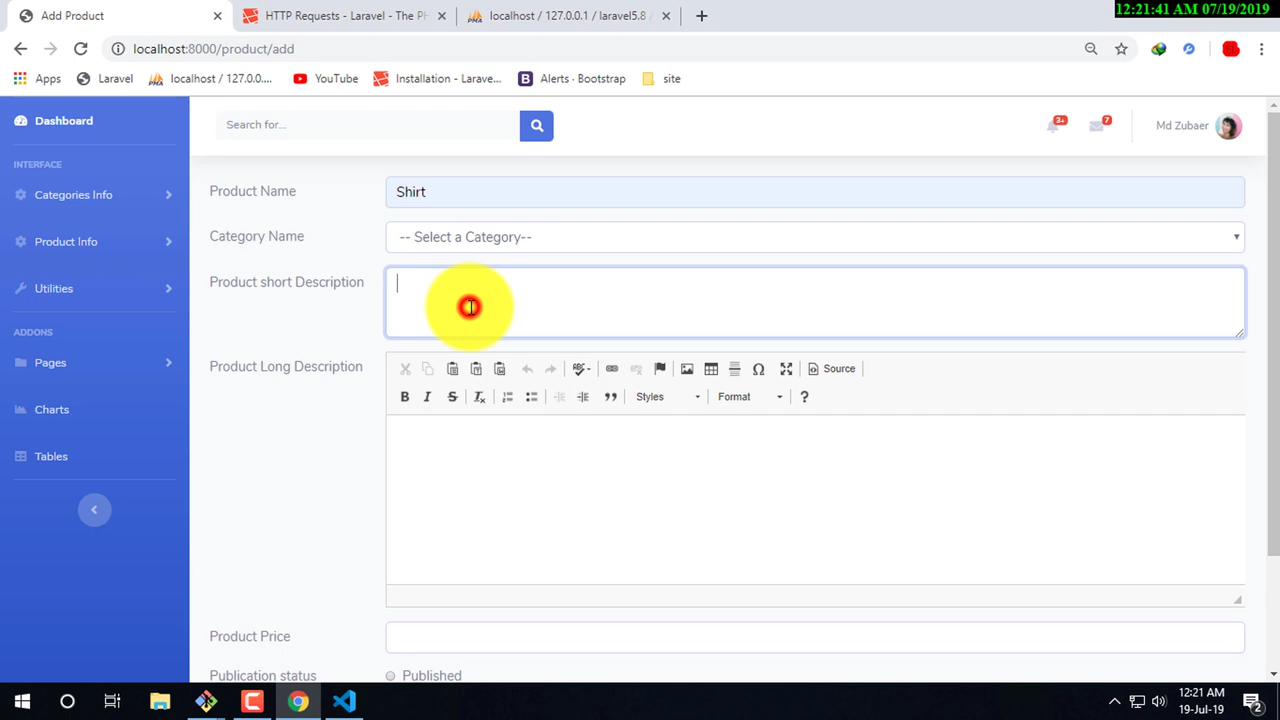 12:21:41 AM 07/19/2019
Add Product
HTTP Requests - Laravel - The P
localhost / 127.0.0.1 / laravel5.8
localhost:8000/product/add
Apps
Laravel
localhost / 127.0.0....
YouTube
Installation - Larave...
Alerts · Bootstrap
site
Dashboard
Search for...
3+
7
Md Zubaer
INTERFACE
Categories Info
Product Info
Utilities
ADDONS
Pages
Charts
Tables
Product Name
Shirt
Category Name
-- Select a Category--
Product short Description
Product Long Description
Source
B I S
Styles
Format
?
Product Price
Publication status
Published
12:21 AM
19-Jul-19
2